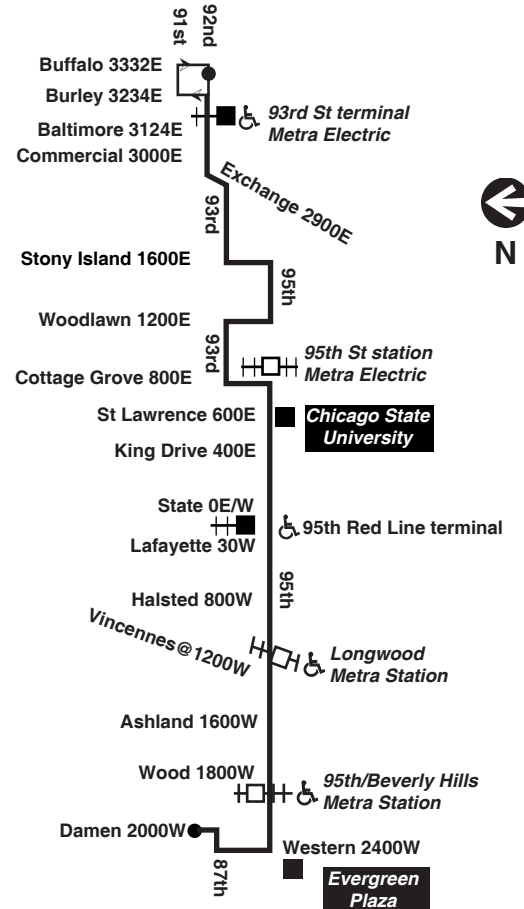 91st
92nd
Buffalo 3332E
Burley 3234E
Baltimore 3124E
93rd St terminal
Metra Electric
Commercial 3000E
Exchange 2900E
93rd
N
Stony Island 1600E
95th
Woodlawn 1200E
93rd
95th St station
Metra Electric
Cottage Grove 800E
St Lawrence 600E
Chicago State
University
King Drive 400E
State 0E/W
95th Red Line terminal
Lafayette 30W
95th
Halsted 800W
Vincennes@1200W
Longwood
Metra Station
Ashland 1600W
Wood 1800W
95th/Beverly Hills
Metra Station
Damen 2000W
87th
Western 2400W
Evergreen
Plaza